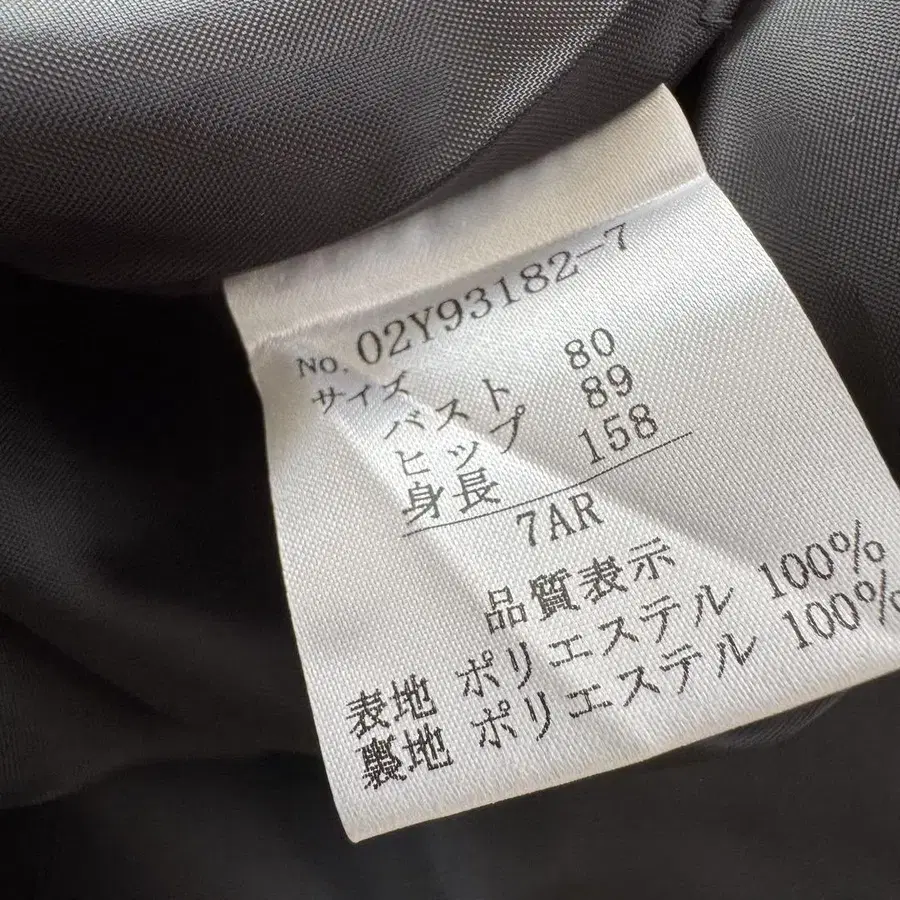 No. 02Y93182-7
サイズ
バスト 80
ヒップ 89
身長 158
7AR
品質表示
表地 ポリエステル 100%
裏地 ポリエステル 100%